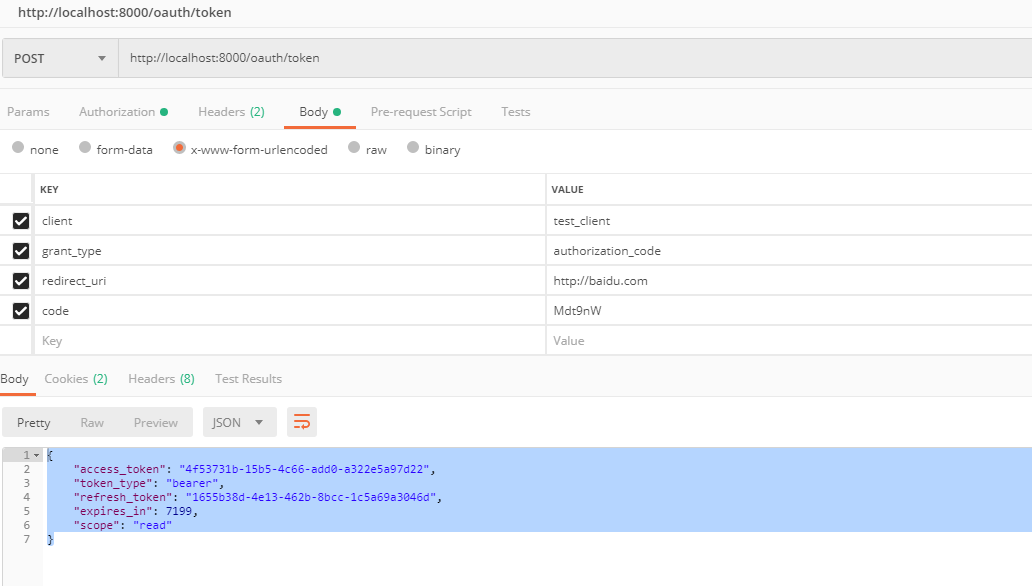 http://localhost:8000/oauth/token
POST http://localhost:8000/oauth/token
Params Authorization Headers (2) Body Pre-request Script Tests
none form-data x-www-form-urlencoded raw binary
KEY VALUE
client test_client
grant_type authorization_code
redirect_uri http://baidu.com
code Mdt9nW
Key Value
Body Cookies (2) Headers (8) Test Results
Pretty Raw Preview JSON
1 {
2 "access_token": "4f53731b-15b5-4c66-add0-a322e5a97d22",
3 "token_type": "bearer",
4 "refresh_token": "1655b38d-4e13-462b-8bcc-1c5a69a3046d",
5 "expires_in": 7199,
6 "scope": "read"
7 }